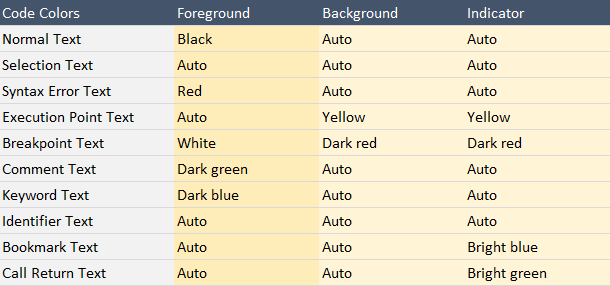 Code Colors Foreground Background Indicator
Normal Text Black Auto Auto
Selection Text Auto Auto Auto
Syntax Error Text Red Auto Auto
Execution Point Text Auto Yellow Yellow
Breakpoint Text White Dark red Dark red
Comment Text Dark green Auto Auto
Keyword Text Dark blue Auto Auto
Identifier Text Auto Auto Auto
Bookmark Text Auto Auto Bright blue
Call Return Text Auto Auto Bright green